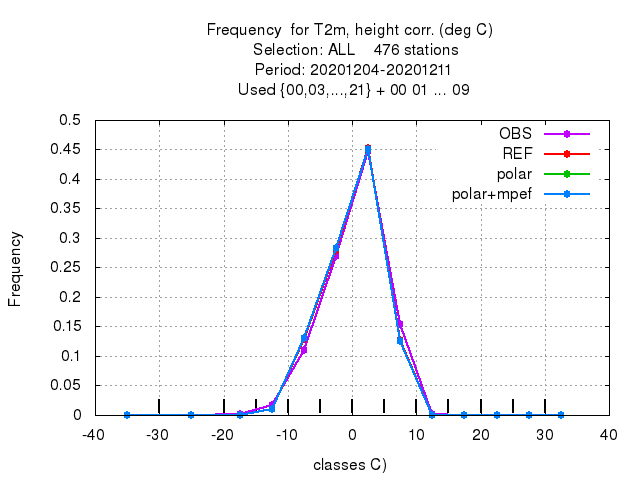 Frequency  for T2m, height corr. (deg C)
Selection: ALL    476 stations
Period: 20201204-20201211
Used {00,03,...,21} + 00 01 ... 09
0.5
0.45
0.4
0.35
0.3
0.25
0.2
0.15
0.1
0.05
0
Frequency
OBS
REF
polar
polar+mpef
-40 -30 -20 -10 0 10 20 30 40
classes C)